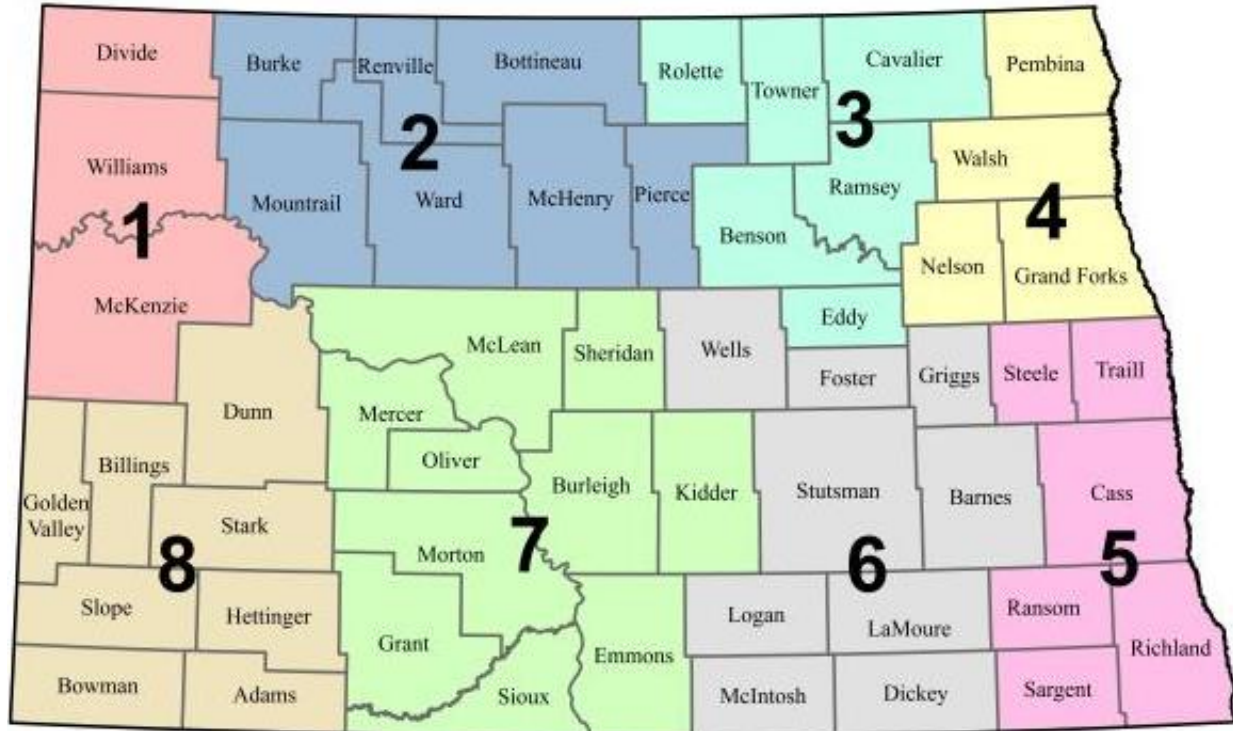 Divide
Burke
Renville
Bottineau
Rolette
Towner
Cavalier
Pembina
2
3
Williams
Mountrail
Ward
McHenry
Pierce
Benson
Ramsey
Walsh
1
4
McKenzie
Nelson
Grand Forks
McLean
Sheridan
Wells
Eddy
Foster
Griggs
Steele
Traill
Dunn
Mercer
Oliver
Billings
Golden
Valley
Stark
Burleigh
Kidder
Stutsman
Barnes
Cass
Morton
7
8
6
5
Slope
Hettinger
Grant
Logan
LaMoure
Ransom
Richland
Emmons
Bowman
Adams
Sioux
McIntosh
Dickey
Sargent